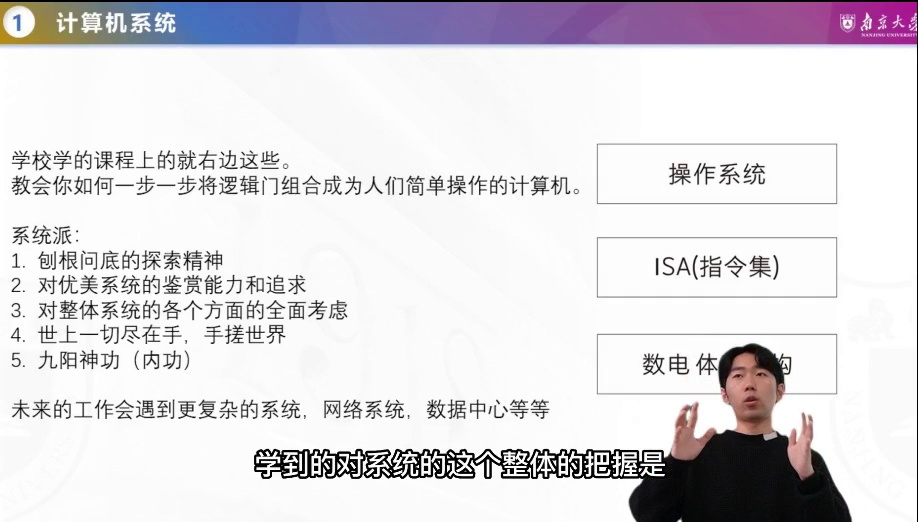 1 计算机系统
南京大学
NANJING UNIVERSITY
学校学的课程上的就右边这些。
教会你如何一步一步将逻辑门组合成为人们简单操作的计算机。
系统派：
1. 刨根问底的探索精神
2. 对优美系统的鉴赏能力和追求
3. 对整体系统的各个方面的全面考虑
4. 世上一切尽在手，手搓世界
5. 九阳神功（内功）
未来的工作会遇到更复杂的系统，网络系统，数据中心等等
操作系统
ISA(指令集)
数电 体 构
学到的对系统的这个整体的把握是